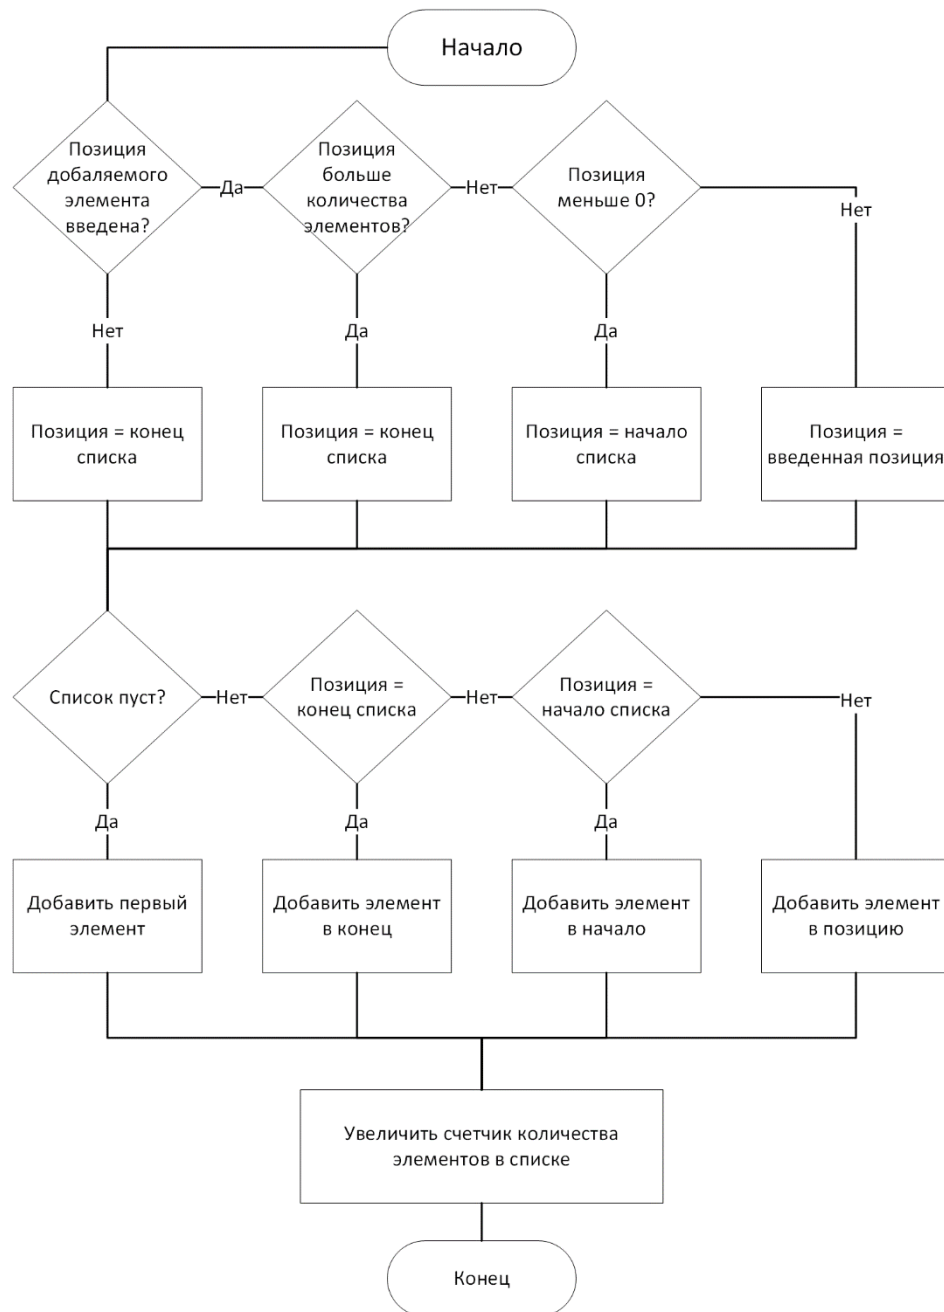 Начало
Позиция
добаляемого
элемента
введена?
Да
Позиция
больше
количества
элементов?
Нет
Позиция
меньше 0?
Нет
Нет
Да
Да
Позиция = конец
списка
Позиция = конец
списка
Позиция = начало
списка
Позиция =
введенная позиция
Список пуст?
Нет
Позиция =
конец списка
Нет
Позиция =
начало списка
Нет
Да
Да
Да
Добавить первый
элемент
Добавить элемент
в конец
Добавить элемент
в начало
Добавить элемент
в позицию
Увеличить счетчик количества
элементов в списке
Конец